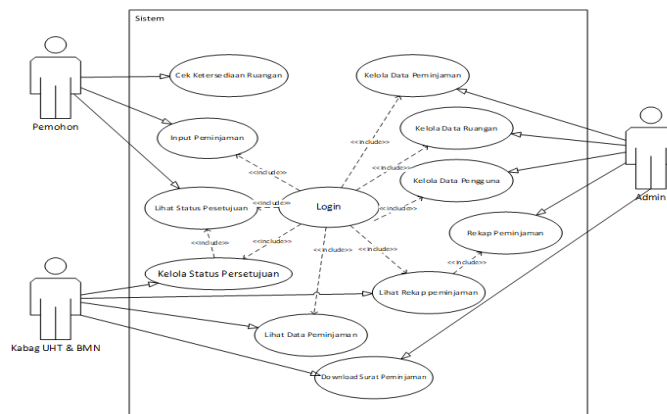 Sistem
Cek Ketersediaan Ruangan
Kelola Data Peminjaman
Pemohon
Input Peminjaman
Kelola Data Ruangan
<<include>>
<<include>>
<<include>>
Kelola Data Pengguna
Lihat Status Pesetujuan
<<include>>
Login
<<include>>
Admin
Rekap Peminjaman
<<include>>
<<include>>
<<include>>
<<include>>
<<include>>
Kelola Status Persetujuan
Lihat Rekap peminjaman
Kabag UHT & BMN
Lihat Data Peminjaman
Download Surat Peminjaman